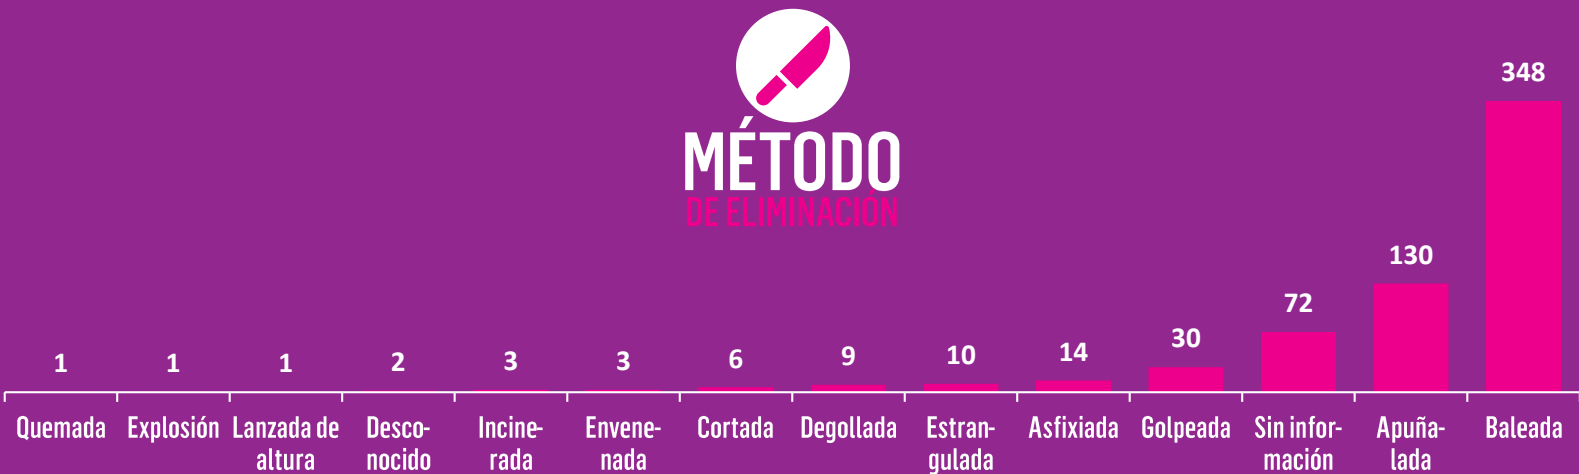 MÉTODO
DE ELIMINACIÓN
1 1 1 2 3 3 6 9 10 14 30 72 130 348
Quemada
Explosión
Lanzada de
altura
Desco-
nocido
Incine-
rada
Envene-
nada
Cortada
Degollada
Estran-
gulada
Asfixiada
Golpeada
Sin infor-
mación
Apuña-
lada
Baleada